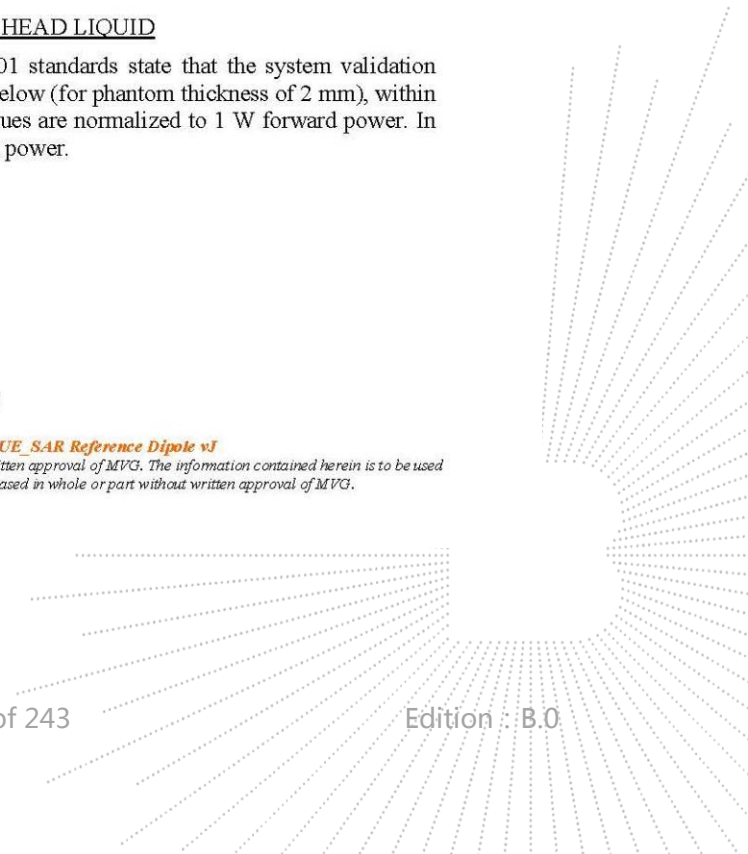 HEAD LIQUID
01 standards state that the system validation
elow (for phantom thickness of 2 mm), within
ues are normalized to 1 W forward power. In
power.
UE_SAR Reference Dipole vJ
tten approval of MVG. The information contained herein is to be used
ased in whole or part without written approval of MVG.
of 243
Edition : B.0